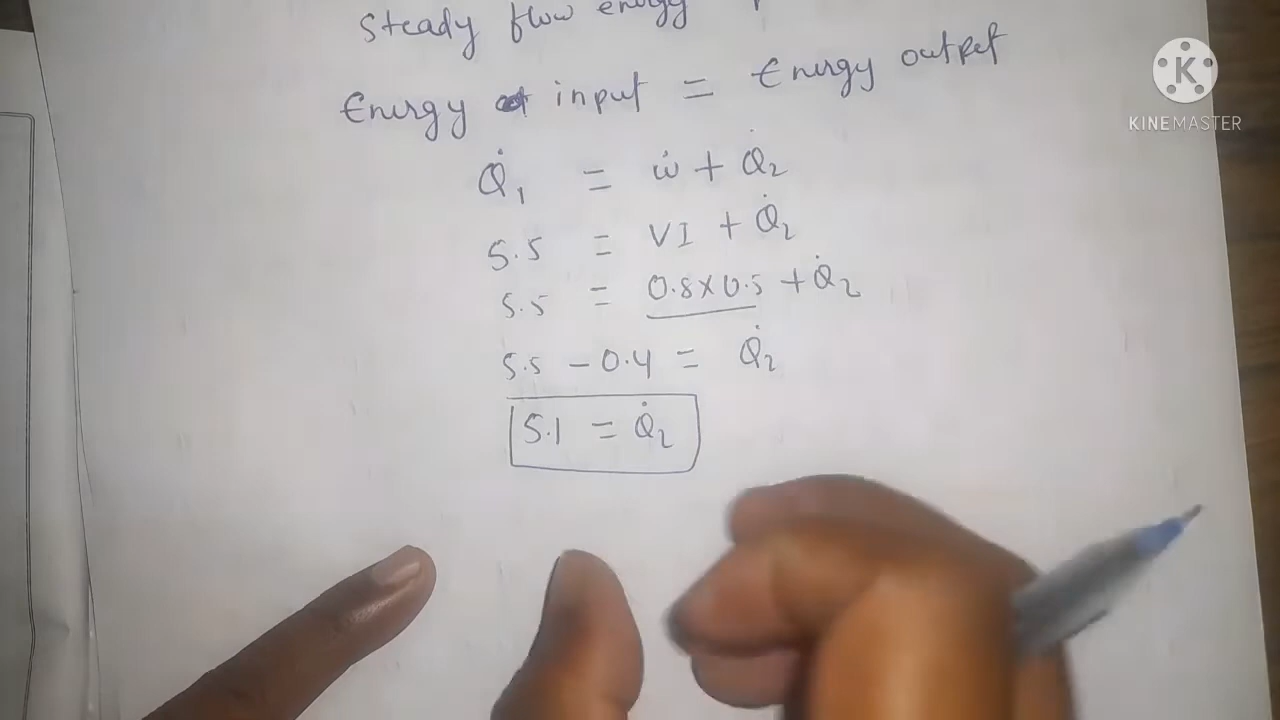 Steady flow energy
Energy input = Energy output
Q̇₁ = ẇ + Q̇₂
5.5 = VI + Q̇₂
5.5 = 0.8 × 0.5 + Q̇₂
5.5 - 0.4 = Q̇₂
5.1 = Q̇₂
K
KINEMASTER